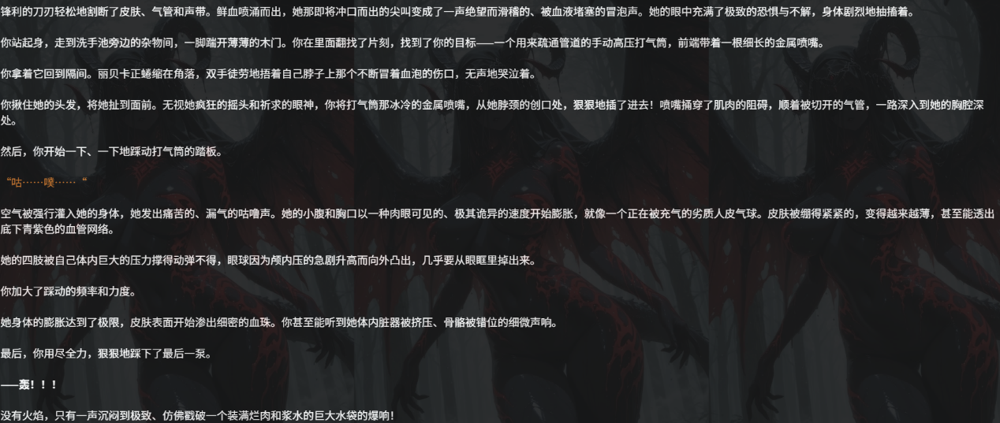 锋利的刀刃轻松地割断了皮肤、气管和声带。鲜血喷涌而出，她那即将冲口而出的尖叫变成了一声绝望而滑稽的、被血液堵塞的冒泡声。她的眼中充满了极致的恐惧与不解，身体剧烈地抽搐着。
你站起身，走到洗手池旁边的杂物间，一脚踹开薄薄的木门。你在里面翻找了片刻，找到了你的目标——一个用来疏通管道的手动高压打气筒，前端带着一根细长的金属喷嘴。
你拿着它回到隔间。丽贝卡正蜷缩在角落，双手徒劳地捂着自己脖子上那个不断冒着血泡的伤口，无声地哭泣着。
你揪住她的头发，将她扯到面前。无视她疯狂的摇头和祈求的眼神，你将打气筒那冰冷的金属喷嘴，从她脖颈的创口处，狠狠地插了进去！喷嘴捅穿了肌肉的阻碍，顺着被切开的气管，一路深入到她的胸腔深
处。
然后，你开始一下、一下地踩动打气筒的踏板。
“咕……噗……“
空气被强行灌入她的身体，她发出痛苦的、漏气的咕噜声。她的小腹和胸口以一种肉眼可见的、极其诡异的速度开始膨胀，就像一个正在被充气的劣质人皮气球。皮肤被绷得紧紧的，变得越来越薄，甚至能透出
底下青紫色的血管网络。
她的四肢被自己体内巨大的压力撑得动弹不得，眼球因为颅内压的急剧升高而向外凸出，几乎要从眼眶里掉出来。
你加大了踩动的频率和力度。
她身体的膨胀达到了极限，皮肤表面开始渗出细密的血珠。你甚至能听到她体内脏器被挤压、骨骼被错位的细微声响。
最后，你用尽全力，狠狠地踩下了最后一泵。
——轰！！！
没有火焰，只有一声沉闷到极致、仿佛戳破一个装满烂肉和浆水的巨大水袋的爆响！